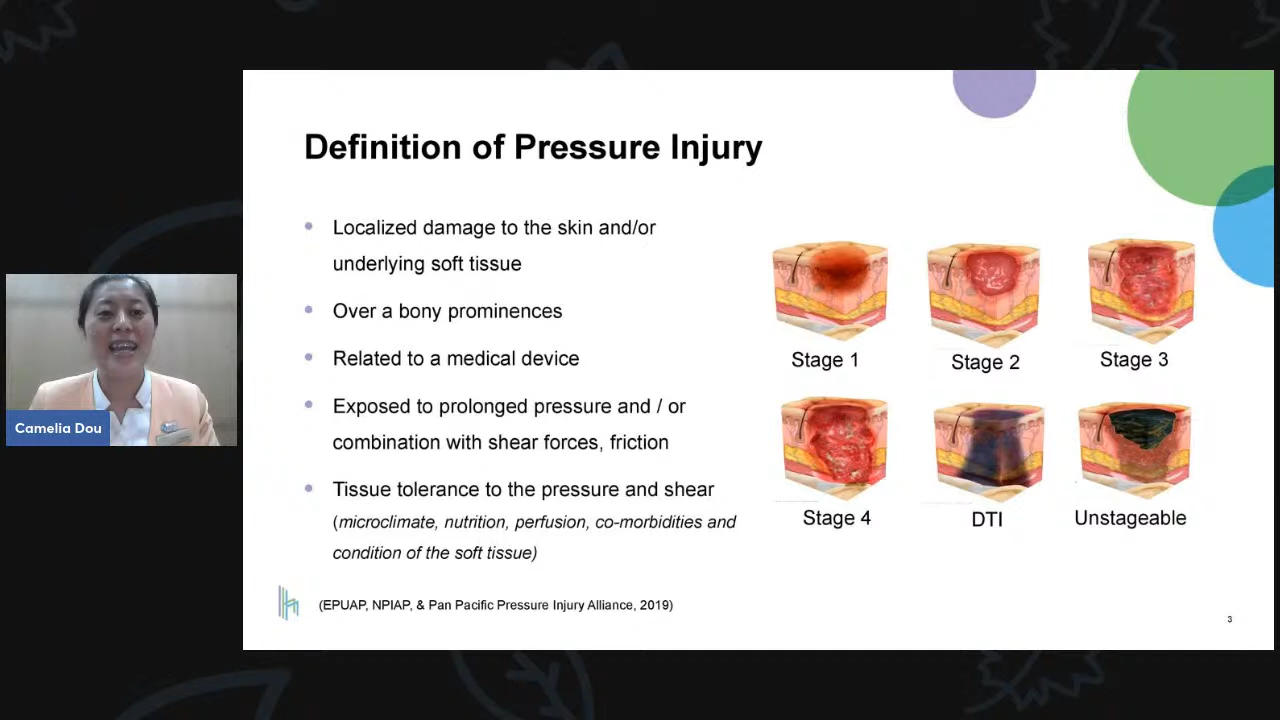 Definition of Pressure Injury
Localized damage to the skin and/or
underlying soft tissue
Over a bony prominences
Related to a medical device
Exposed to prolonged pressure and / or
combination with shear forces, friction
Tissue tolerance to the pressure and shear
(microclimate, nutrition, perfusion, co-morbidities and
condition of the soft tissue)
Stage 1
Stage 2
Stage 3
Stage 4
DTI
Unstageable
(EPUAP, NPIAP, & Pan Pacific Pressure Injury Alliance, 2019)
3
Camelia Dou